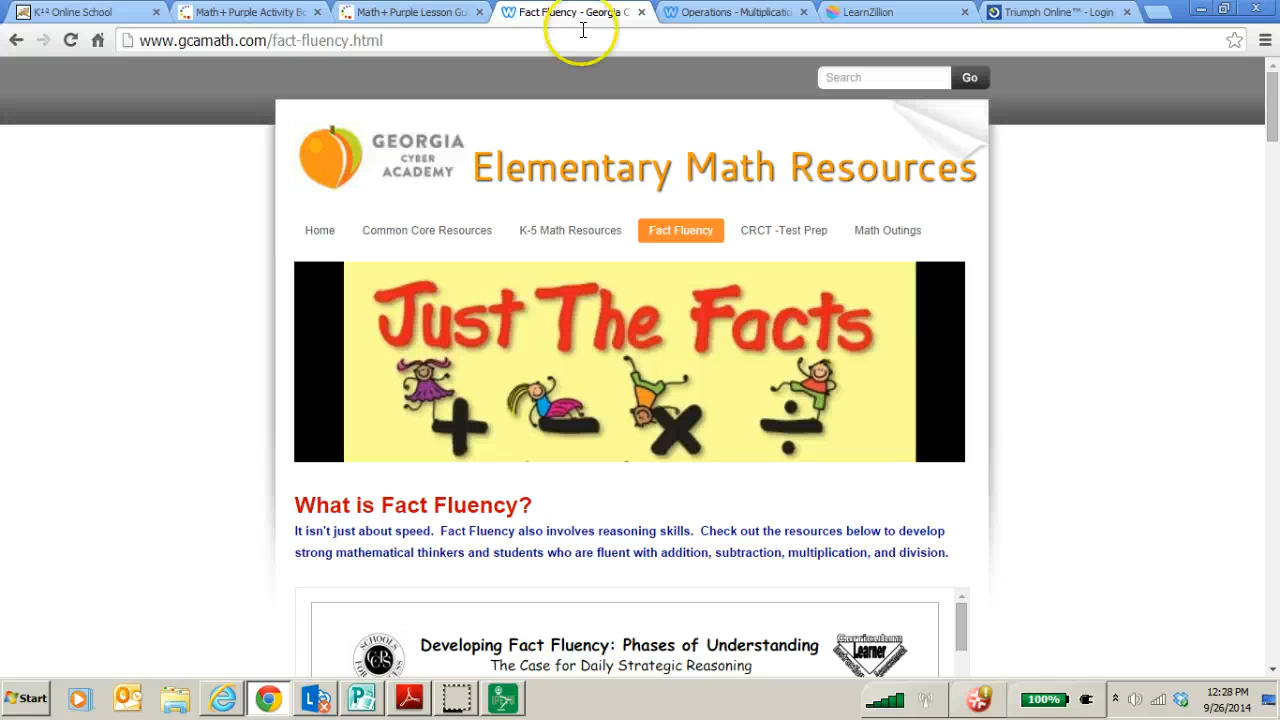 K¹² Online School
Math+ Purple Activity Bo
Math+ Purple Lesson Gui
Fact Fluency - Georgia C
Operations - Multiplicatio
LearnZillion
Triumph Online™ - Login
www.gcamath.com/fact-fluency.html
Search
Go
GEORGIA
CYBER
ACADEMY
Elementary Math Resources
Home
Common Core Resources
K-5 Math Resources
Fact Fluency
CRCT -Test Prep
Math Outings
Just The Facts
+ − × ÷
What is Fact Fluency?
It isn't just about speed. Fact Fluency also involves reasoning skills. Check out the resources below to develop
strong mathematical thinkers and students who are fluent with addition, subtraction, multiplication, and division.
Developing Fact Fluency: Phases of Understanding
The Case for Daily Strategic Reasoning
Curriculum
Learner
Start
100%
12:28 PM
9/26/2014